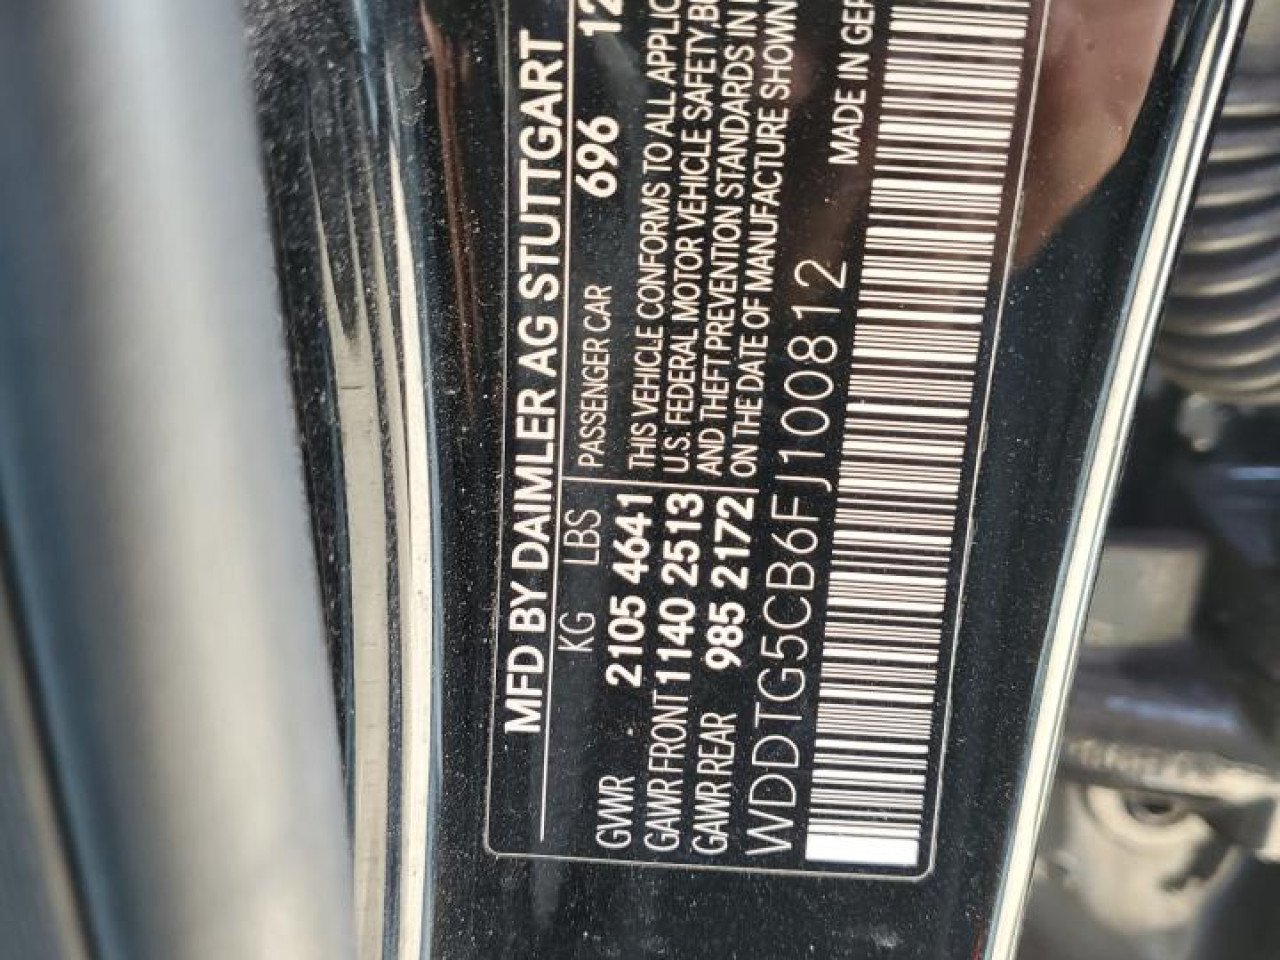 MFD BY DAIMLER AG STUTTGART
KG LBS PASSENGER CAR 696 12
GVWR 2105 4641
GAWR FRONT 1140 2513
GAWR REAR 985 2172
THIS VEHICLE CONFORMS TO ALL APPLIC
U.S. FEDERAL MOTOR VEHICLE SAFETY,
AND THEFT PREVENTION STANDARDS IN
ON THE DATE OF MANUFACTURE SHOWN
WDDTG5CB6FJ100812
MADE IN GER